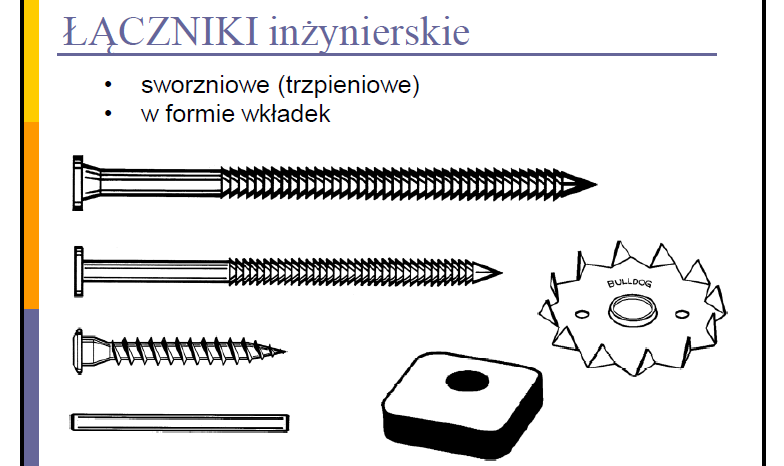 ŁĄCZNIKI inżynierskie
• sworzniowe (trzpieniowe)
• w formie wkładek
BULLDOG